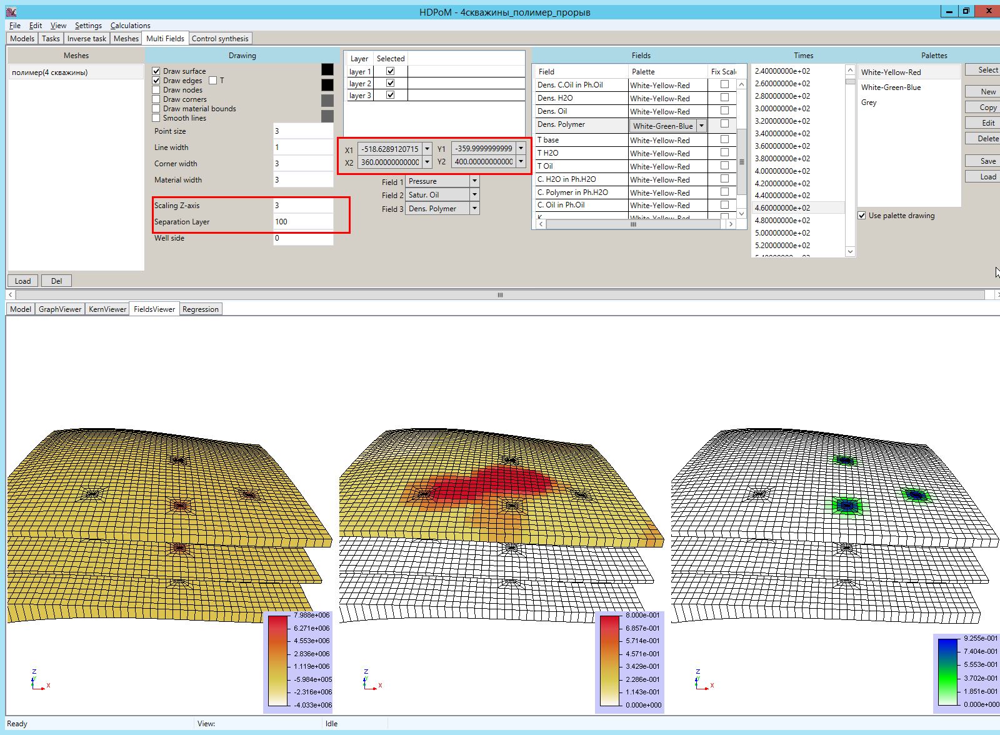 HDPoM - 4скважины_полимер_прорыв
File Edit View Settings Calculations
Models Tasks Inverse task Meshes Multi Fields Control synthesis
Meshes
полимер(4 скважины)
Load Del
Drawing
Draw surface
Draw edges T
Draw nodes
Draw corners
Draw material bounds
Smooth lines
Point size 3
Line width 1
Corner width 3
Material width 3
Scaling Z-axis 3
Separation Layer 100
Well side 0
Layer Selected
layer 1
layer 2
layer 3
X1 -518.6289120715 Y1 -359.9999999999
X2 360.00000000000 Y2 400.00000000000
Field 1 Pressure
Field 2 Satur. Oil
Field 3 Dens. Polymer
Fields
Field Palette Fix Scal
Dens. C.Oil in Ph.Oil White-Yellow-Red
Dens. H2O White-Yellow-Red
Dens. Oil White-Yellow-Red
Dens. Polymer White-Green-Blue
T base White-Yellow-Red
T H2O White-Yellow-Red
T Oil White-Yellow-Red
C. H2O in Ph.H2O White-Yellow-Red
C. Polymer in Ph.H2O White-Yellow-Red
C. Oil in Ph.Oil White-Yellow-Red
K White-Yellow-Red
Times
2.40000000e+02
2.60000000e+02
2.80000000e+02
3.00000000e+02
3.20000000e+02
3.40000000e+02
3.60000000e+02
3.80000000e+02
4.00000000e+02
4.20000000e+02
4.40000000e+02
4.60000000e+02
4.80000000e+02
5.00000000e+02
5.20000000e+02
5.40000000e+02
Palettes
White-Yellow-Red
White-Green-Blue
Grey
Use palette drawing
Select
New
Copy
Edit
Delete
Save
Load
Model GraphViewer KernViewer FieldsViewer Regression
7.988e+006
6.271e+006
4.553e+006
2.836e+006
1.119e+006
-5.984e+005
-2.316e+006
-4.033e+006
Z
Y
X
8.000e-001
6.857e-001
5.714e-001
4.571e-001
3.429e-001
2.286e-001
1.143e-001
0.000e+000
Z
Y
X
9.255e-001
7.404e-001
5.553e-001
3.702e-001
1.851e-001
0.000e+000
Z
Y
X
Ready View: Idle